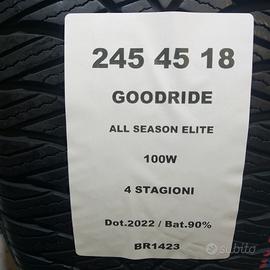 245 45 18
GOODRIDE
ALL SEASON ELITE
100W
4 STAGIONI
Dot.2022 / Bat.90%
BR1423
subito